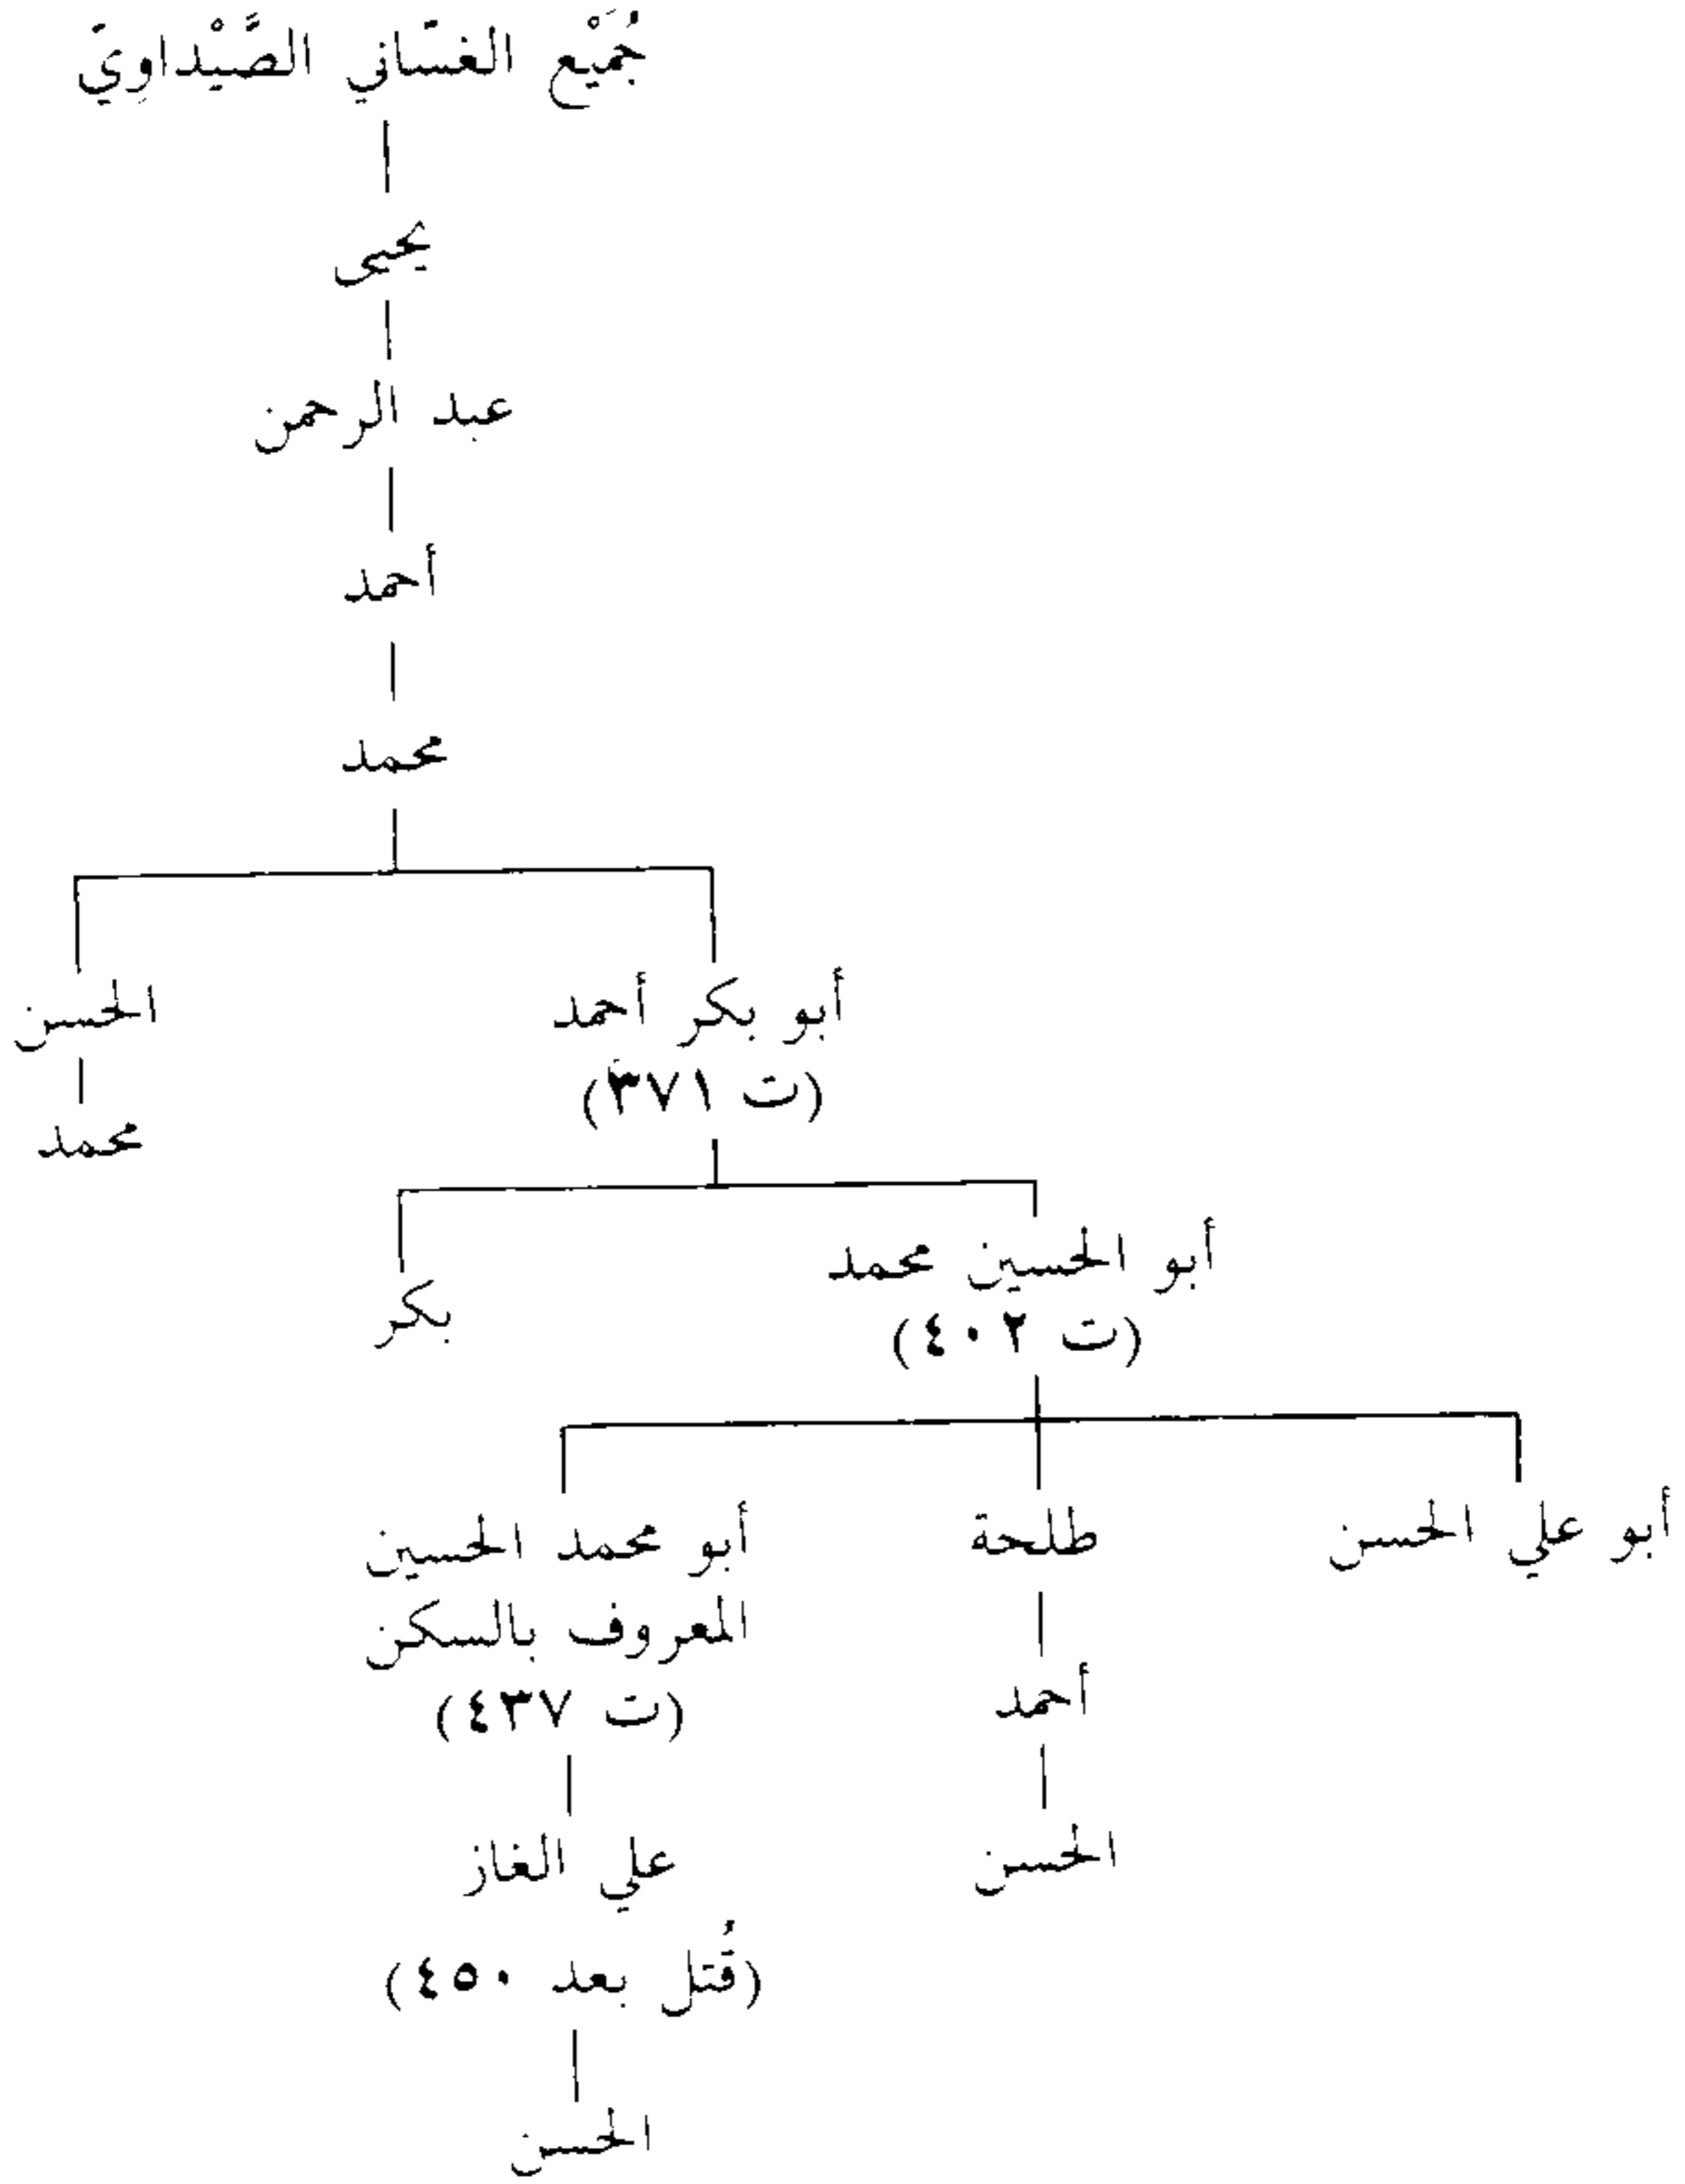 جُمَيْع الغسّاني الصَّيْداوِيّ
يحيى
عبد الرحمن
أحمد
محمد
أبو بكر أحمد
(ت ٣٧١)
الحسن
محمد
أبو الحسين محمد
(ت ٤٠٢)
بكر
أبو علي الحسن
طلحة
أحمد
الحسن
أبو محمد الحسين
المعروف بالسكن
(ت ٤٣٧)
علي الغاز
(قُتل بعد ٤٥٠)
الحسن